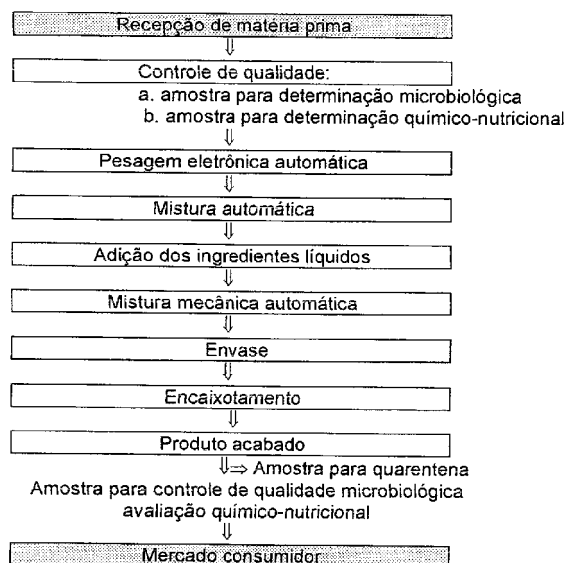 Recepção de matéria prima
⇓
Controle de qualidade:
a. amostra para determinação microbiológica
b. amostra para determinação químico-nutricional
⇓
Pesagem eletrônica automática
⇓
Mistura automática
⇓
Adição dos ingredientes líquidos
⇓
Mistura mecânica automática
⇓
Envase
⇓
Encaixotamento
⇓
Produto acabado
⇓⇒ Amostra para quarentena
Amostra para controle de qualidade microbiológica
avaliação químico-nutricional
⇓
Mercado consumidor